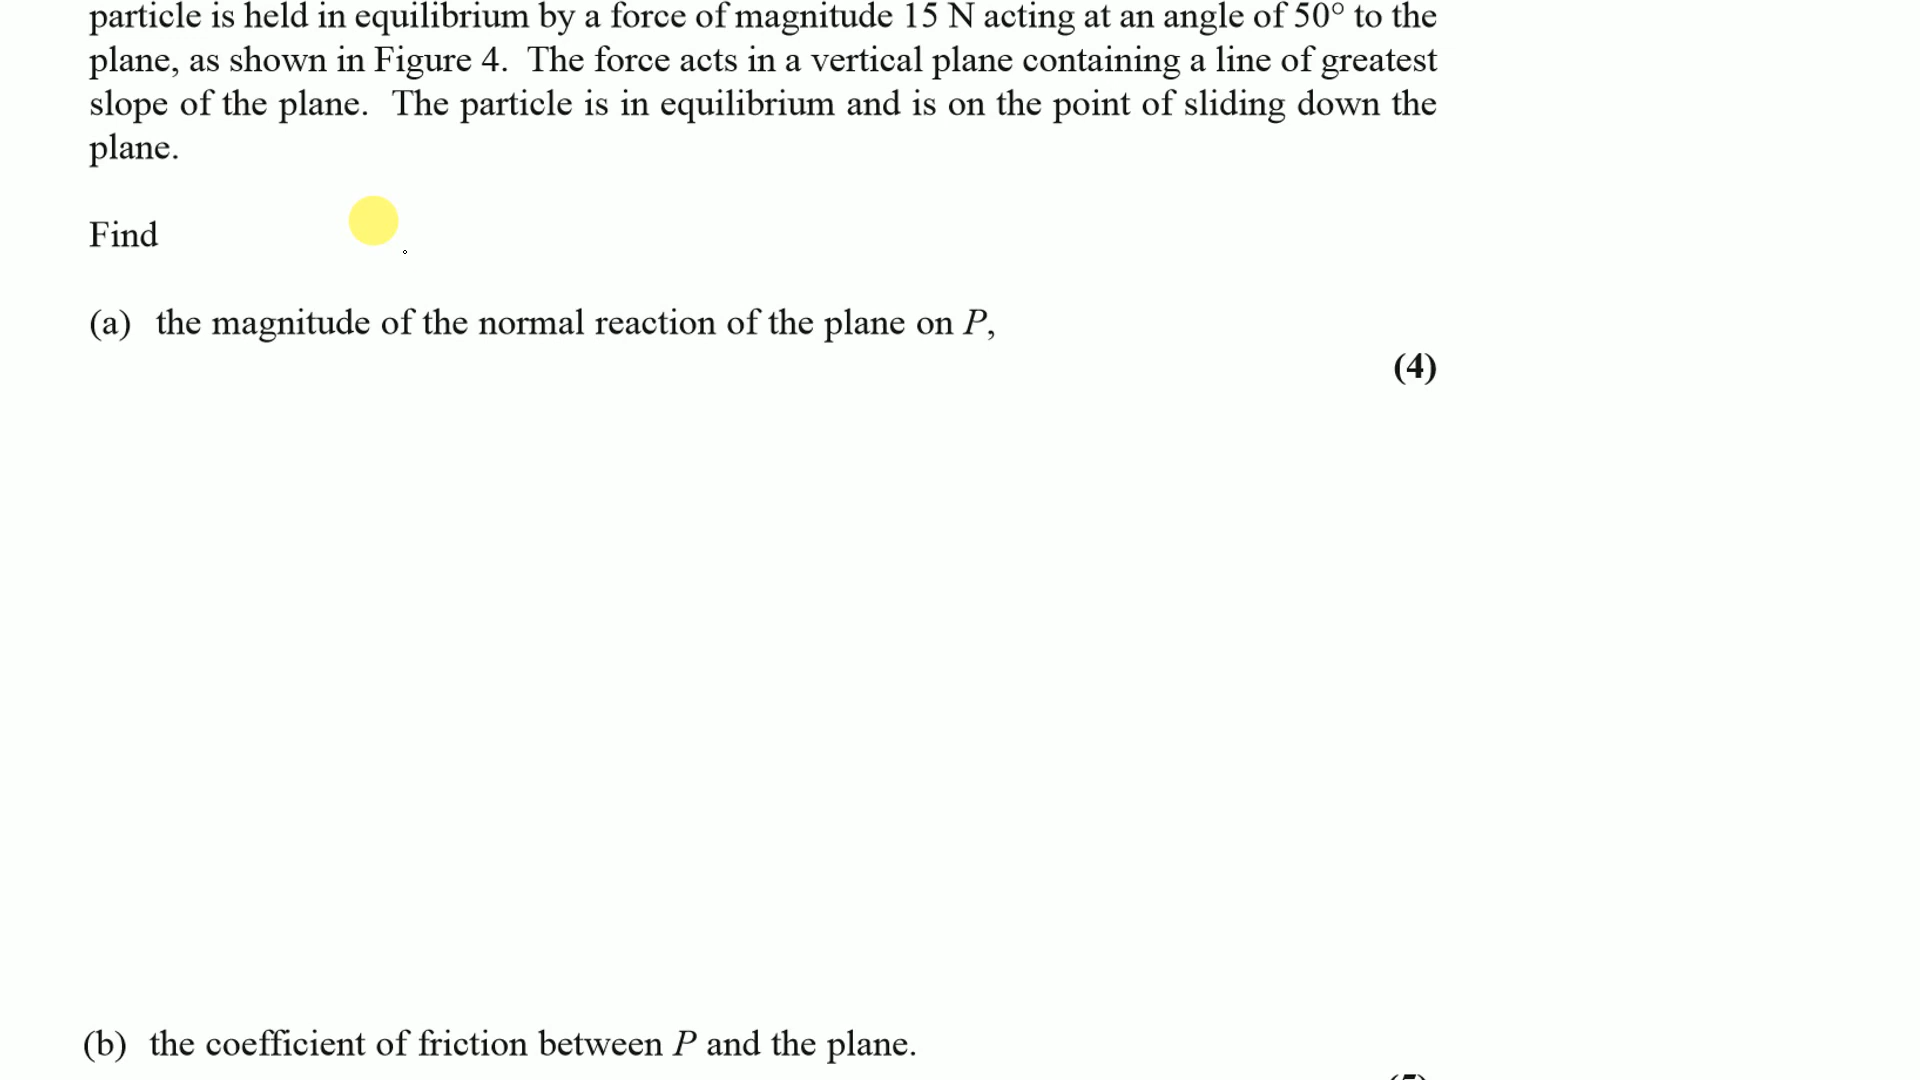 particle is held in equilibrium by a force of magnitude 15 N acting at an angle of 50° to the
plane, as shown in Figure 4. The force acts in a vertical plane containing a line of greatest
slope of the plane. The particle is in equilibrium and is on the point of sliding down the
plane.
Find
(a) the magnitude of the normal reaction of the plane on P,
(4)
(b) the coefficient of friction between P and the plane.